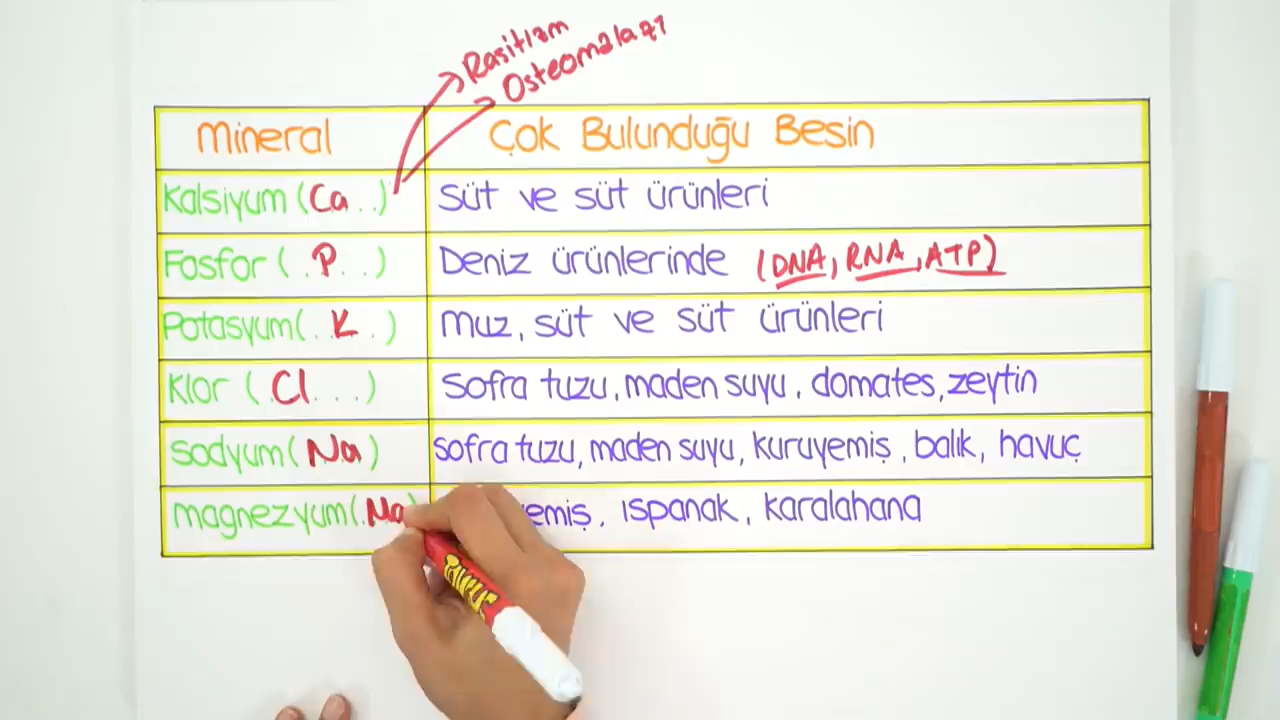 Raşitizm
Osteomalazi
Mineral Çok Bulunduğu Besin
Kalsiyum (Ca..) Süt ve süt ürünleri
Fosfor (.P..) Deniz ürünlerinde (DNA, RNA, ATP)
Potasyum(..K.) muz, süt ve süt ürünleri
Klor (.Cl...) Sofra tuzu, maden suyu, domates, zeytin
Sodyum(Na) sofra tuzu, maden suyu, kuruyemiş, balık, havuç
magnezyum(. , ıspanak, karalahana